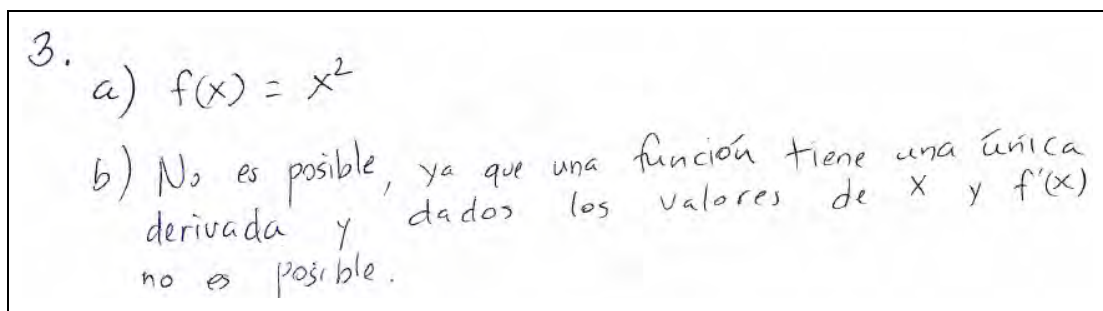 3.
a) f(x) = x²
b) No es posible, ya que una función tiene una única
derivada y dados los valores de x y f'(x)
no es posible.